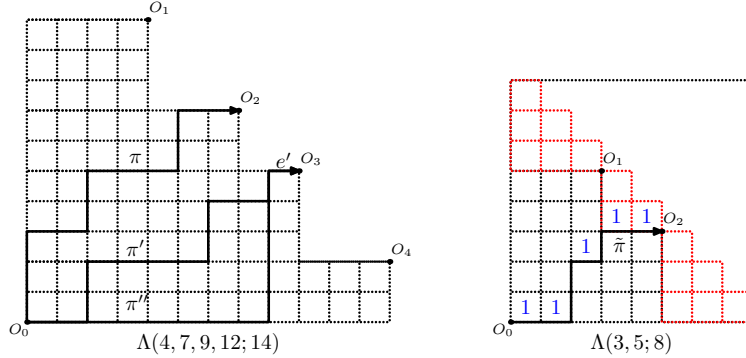 O₁
O₂
π
e′
O₃
O₁
1 1
O₂
π′
1
π̃
O₄
π″
1 1
O₀
O₀
Λ(4, 7, 9, 12; 14)
Λ(3, 5; 8)